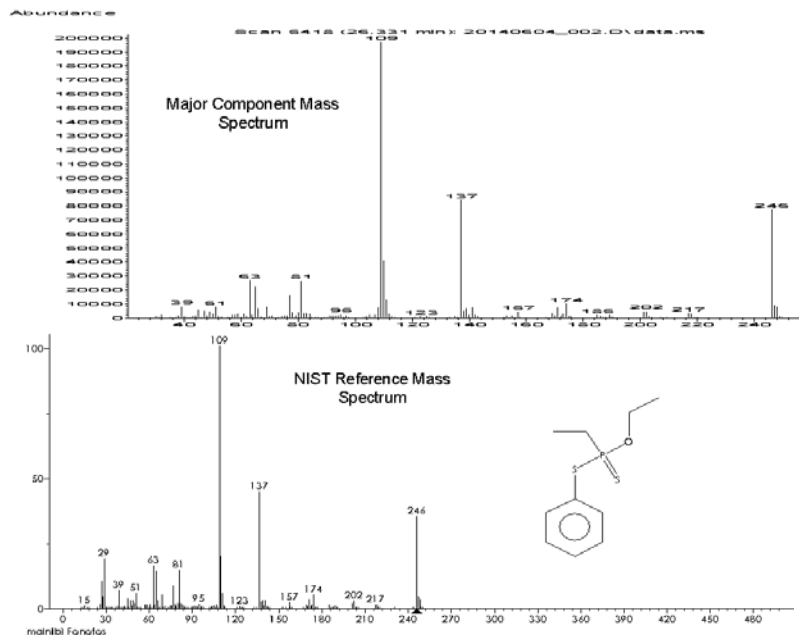 Abundance
Scan 6418 (26.331 min): 20140604_002.D\data.ms
200000
190000
180000
170000
160000
150000
140000
130000
120000
110000
100000
90000
80000
70000
60000
50000
40000
30000
20000
10000
0
Major Component Mass
Spectrum
109
137
246
39 51 63 81 96 123 157 174 186 202 217
40 60 80 100 120 140 160 180 200 220 240
100
50
0
NIST Reference Mass
Spectrum
109
137
246
15 29 39 51 63 81 95 123 157 174 202 217
0 30 60 90 120 150 180 210 240 270 300 330 360 390 420 450 480
O
S P
S
mainlib) Fonofos